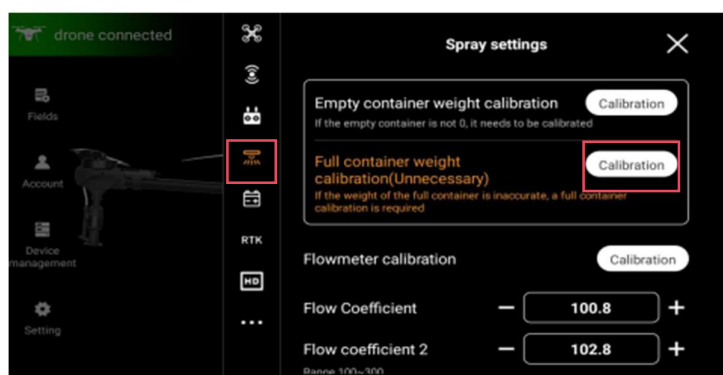 drone connected
Fields
Account
Device
management
Setting
RTK
HD
Spray settings
Empty container weight calibration
Calibration
If the empty container is not 0, it needs to be calibrated
Full container weight
calibration(Unnecessary)
Calibration
If the weight of the full container is inaccurate, a full container
calibration is required
Flowmeter calibration
Calibration
Flow Coefficient
100.8
Flow coefficient 2
102.8
Range 100~300